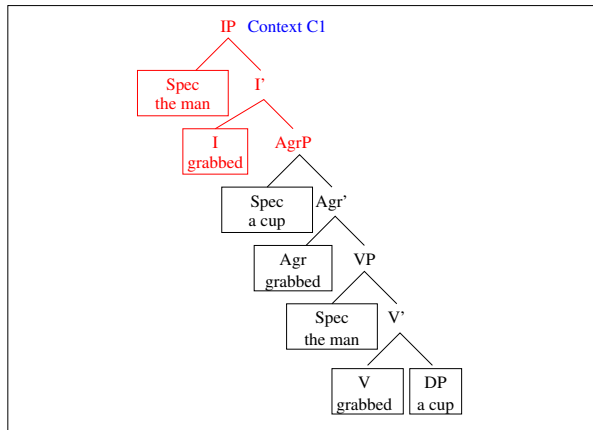 IP Context C1
Spec
the man
I'
I
grabbed
AgrP
Spec
a cup
Agr'
Agr
grabbed
VP
Spec
the man
V'
V
grabbed
DP
a cup